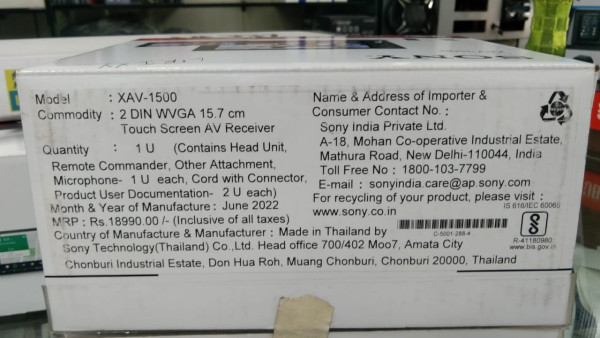 SONY
Model : XAV-1500
Commodity : 2 DIN WVGA 15.7 cm
Touch Screen AV Receiver
Quantity : 1 U (Contains Head Unit,
Remote Commander, Other Attachment,
Microphone- 1 U each, Cord with Connector,
Product User Documentation- 2 U each)
Month & Year of Manufacture : June 2022
MRP : Rs.18990.00/- (Inclusive of all taxes)
Country of Manufacture & Manufacturer : Made in Thailand by
Sony Technology(Thailand) Co.,Ltd. Head office 700/402 Moo7, Amata City
Chonburi Industrial Estate, Don Hua Roh, Muang Chonburi, Chonburi 20000, Thailand
Name & Address of Importer &
Consumer Contact No. :
Sony India Private Ltd.
A-18, Mohan Co-operative Industrial Estate,
Mathura Road, New Delhi-110044, India
Toll Free No : 1800-103-7799
E-mail : sonyindia.care@ap.sony.com
For recycling of your product, please visit :
www.sony.co.in
IS 616/IEC 60065
C-5001-288-4
R-41180980
www.bis.gov.in